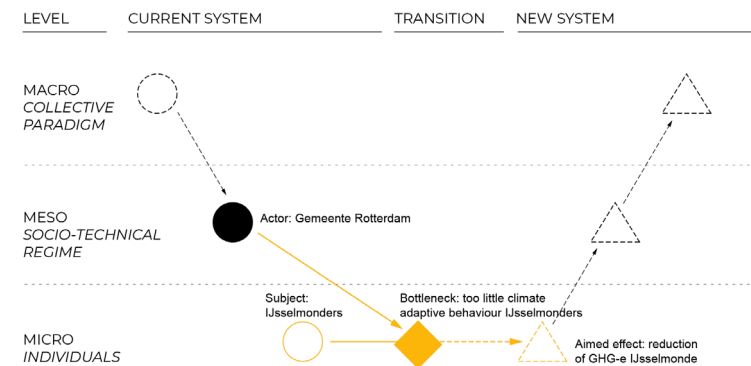 LEVEL CURRENT SYSTEM TRANSITION NEW SYSTEM
MACRO
COLLECTIVE
PARADIGM
MESO
SOCIO-TECHNICAL
REGIME
Actor: Gemeente Rotterdam
Subject:
IJsselmonders
Bottleneck: too little climate
adaptive behaviour IJsselmonders
MICRO
INDIVIDUALS
Aimed effect: reduction
of GHG-e IJsselmonde